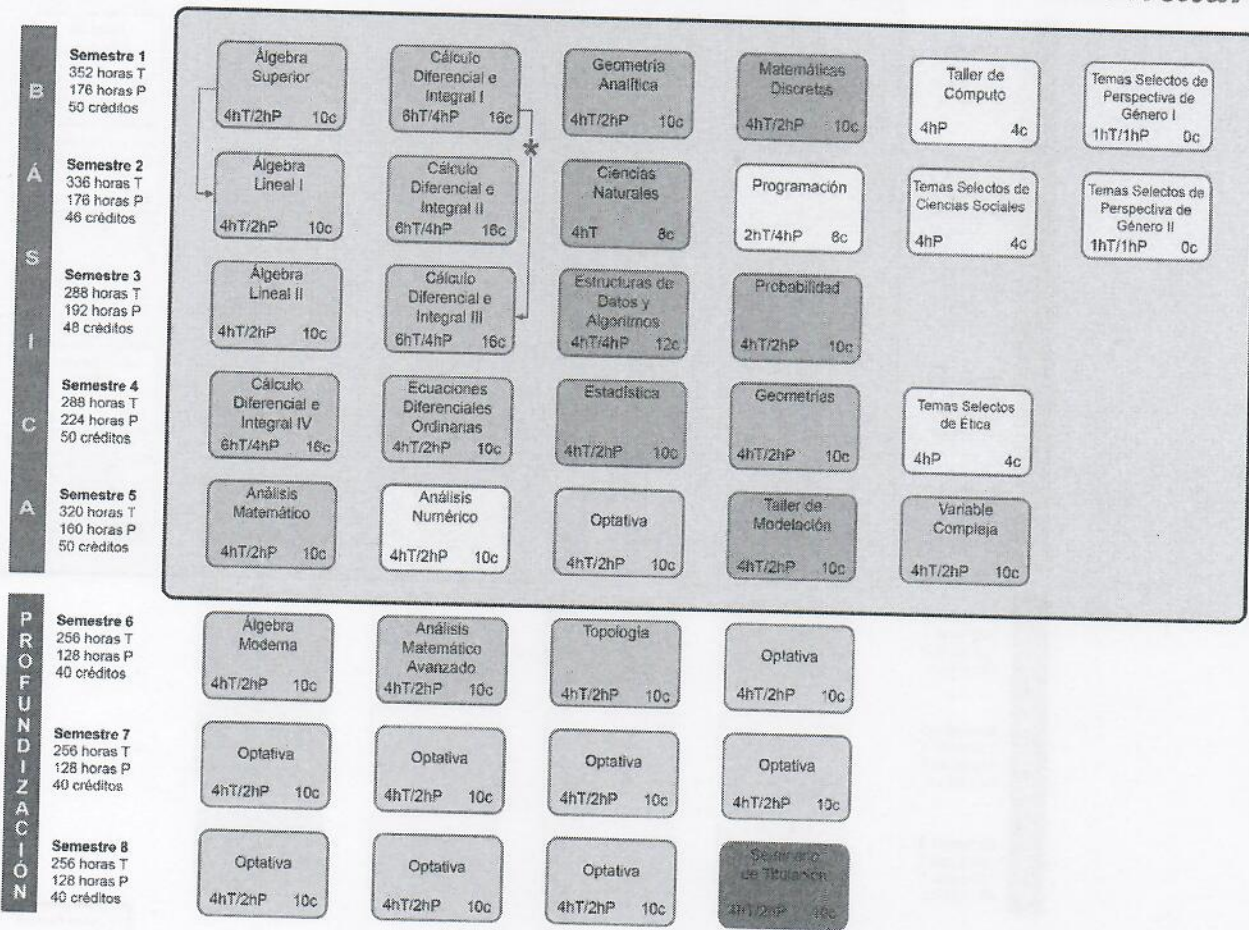 BÁSICA
Semestre 1
352 horas T
176 horas P
50 créditos
Álgebra
Superior
4hT/2hP 10c
Cálculo
Diferencial e
Integral I
6hT/4hP 16c
Geometría
Analítica
4hT/2hP 10c
Matemáticas
Discretas
4hT/2hP 10c
Taller de
Cómputo
4hP 4c
Temas Selectos de
Perspectiva de
Género I
1hT/1hP 0c
*
Semestre 2
336 horas T
176 horas P
46 créditos
Álgebra
Lineal I
4hT/2hP 10c
Cálculo
Diferencial e
Integral II
6hT/4hP 16c
Ciencias
Naturales
4hT 8c
Programación
2hT/4hP 8c
Temas Selectos de
Ciencias Sociales
4hP 4c
Temas Selectos de
Perspectiva de
Género II
1hT/1hP 0c
Semestre 3
288 horas T
192 horas P
48 créditos
Álgebra
Lineal II
4hT/2hP 10c
Cálculo
Diferencial e
Integral III
6hT/4hP 16c
Estructuras de
Datos y
Algoritmos
4hT/4hP 12c
Probabilidad
4hT/2hP 10c
Semestre 4
288 horas T
224 horas P
50 créditos
Cálculo
Diferencial e
Integral IV
6hT/4hP 16c
Ecuaciones
Diferenciales
Ordinarias
4hT/2hP 10c
Estadística
4hT/2hP 10c
Geometrías
4hT/2hP 10c
Temas Selectos
de Ética
4hP 4c
Semestre 5
320 horas T
160 horas P
50 créditos
Análisis
Matemático
4hT/2hP 10c
Análisis
Numérico
4hT/2hP 10c
Optativa
4hT/2hP 10c
Taller de
Modelación
4hT/2hP 10c
Variable
Compleja
4hT/2hP 10c
PROFUNDIZACIÓN
Semestre 6
256 horas T
128 horas P
40 créditos
Álgebra
Moderna
4hT/2hP 10c
Análisis
Matemático
Avanzado
4hT/2hP 10c
Topología
4hT/2hP 10c
Optativa
4hT/2hP 10c
Semestre 7
256 horas T
128 horas P
40 créditos
Optativa
4hT/2hP 10c
Optativa
4hT/2hP 10c
Optativa
4hT/2hP 10c
Optativa
4hT/2hP 10c
Semestre 8
256 horas T
128 horas P
40 créditos
Optativa
4hT/2hP 10c
Optativa
4hT/2hP 10c
Optativa
4hT/2hP 10c
Seminario
de Titulación
4hT/2hP 10c